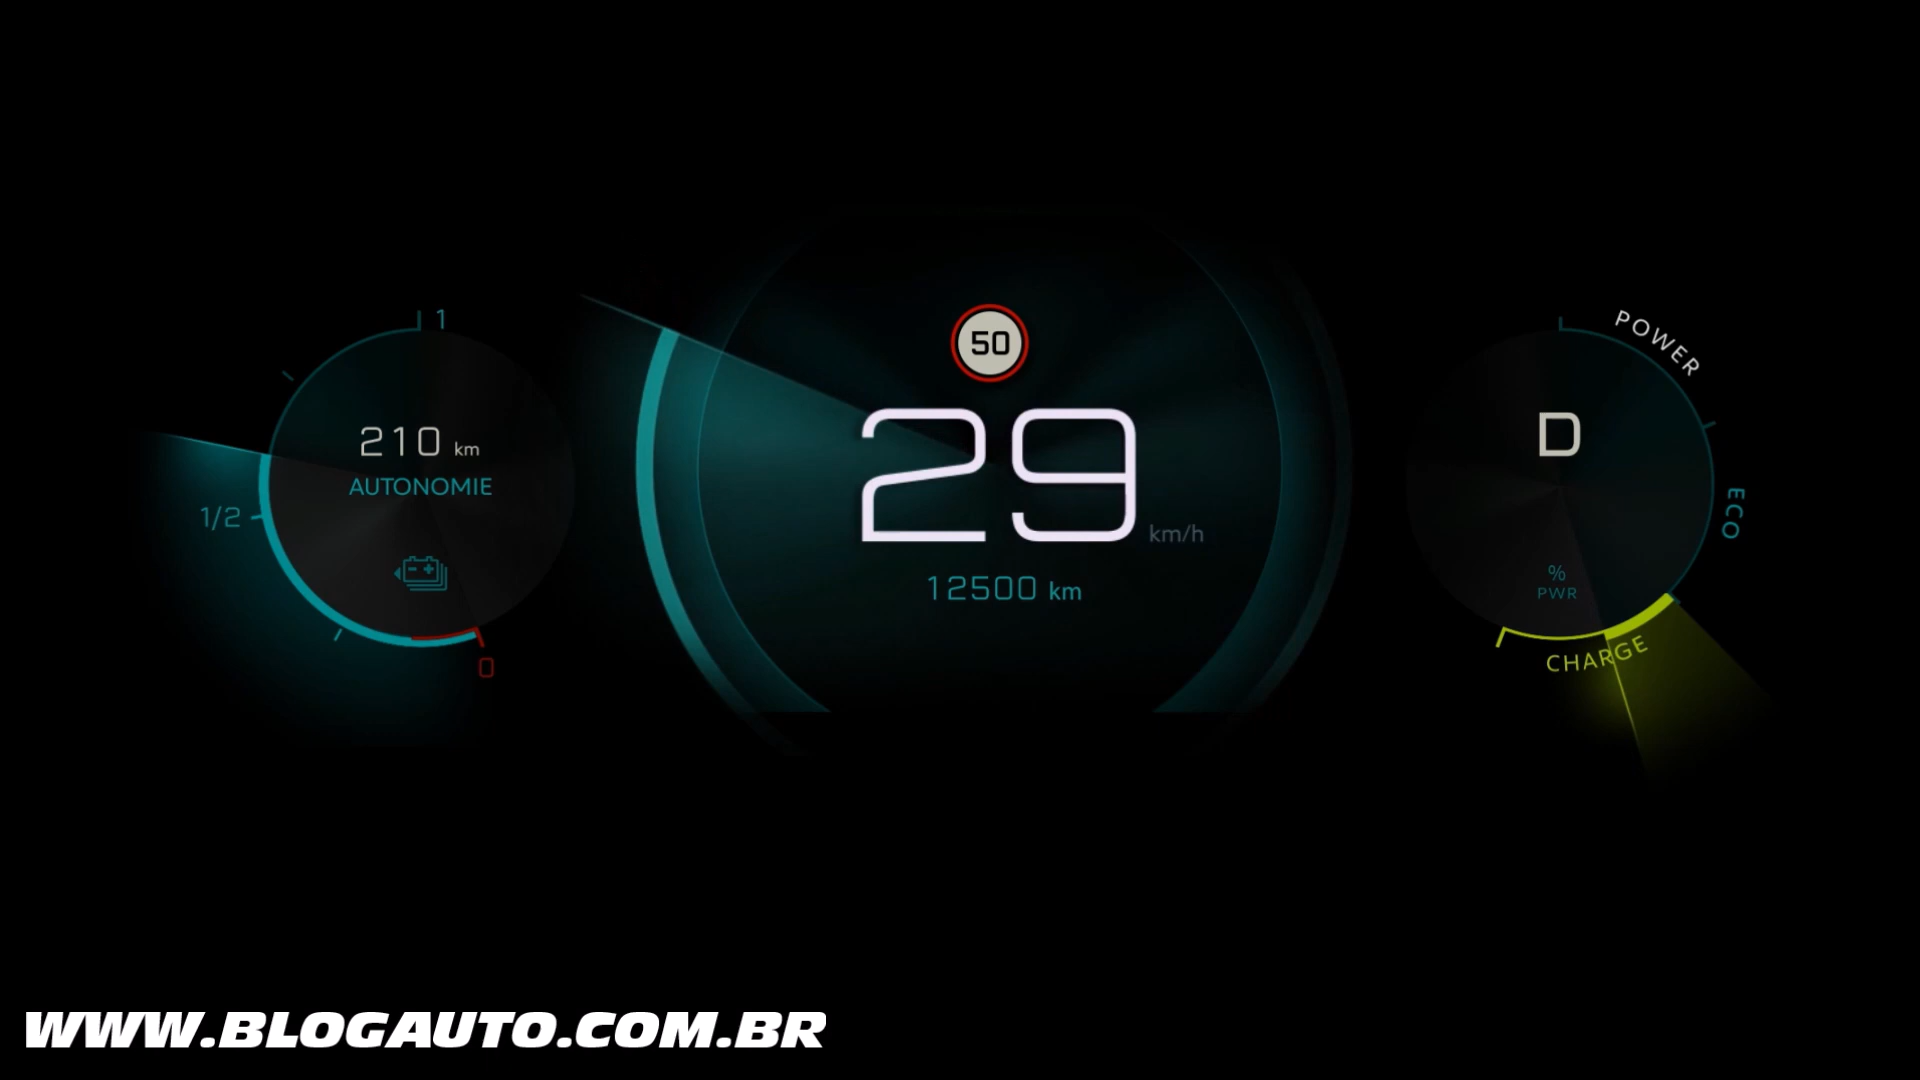 1
210 km
AUTONOMIE
1/2
0
50
29 km/h
12500 km
POWER
D
ECO
%
PWR
CHARGE
WWW.BLOGAUTO.COM.BR